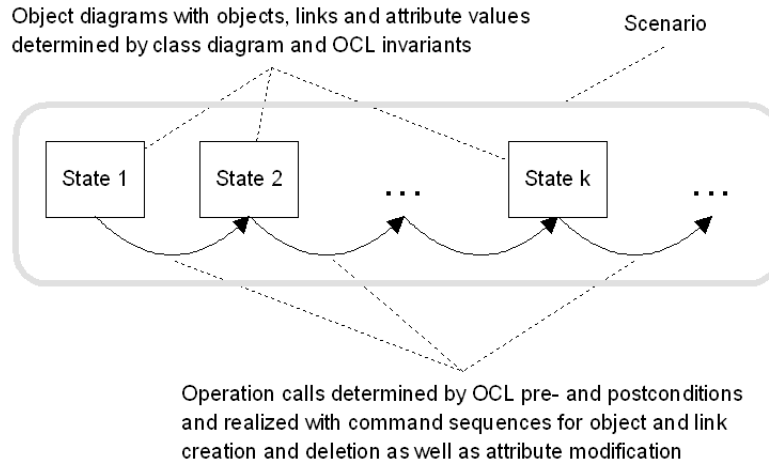 Object diagrams with objects, links and attribute values
determined by class diagram and OCL invariants
Scenario
State 1
State 2
...
State k
...
Operation calls determined by OCL pre- and postconditions
and realized with command sequences for object and link
creation and deletion as well as attribute modification